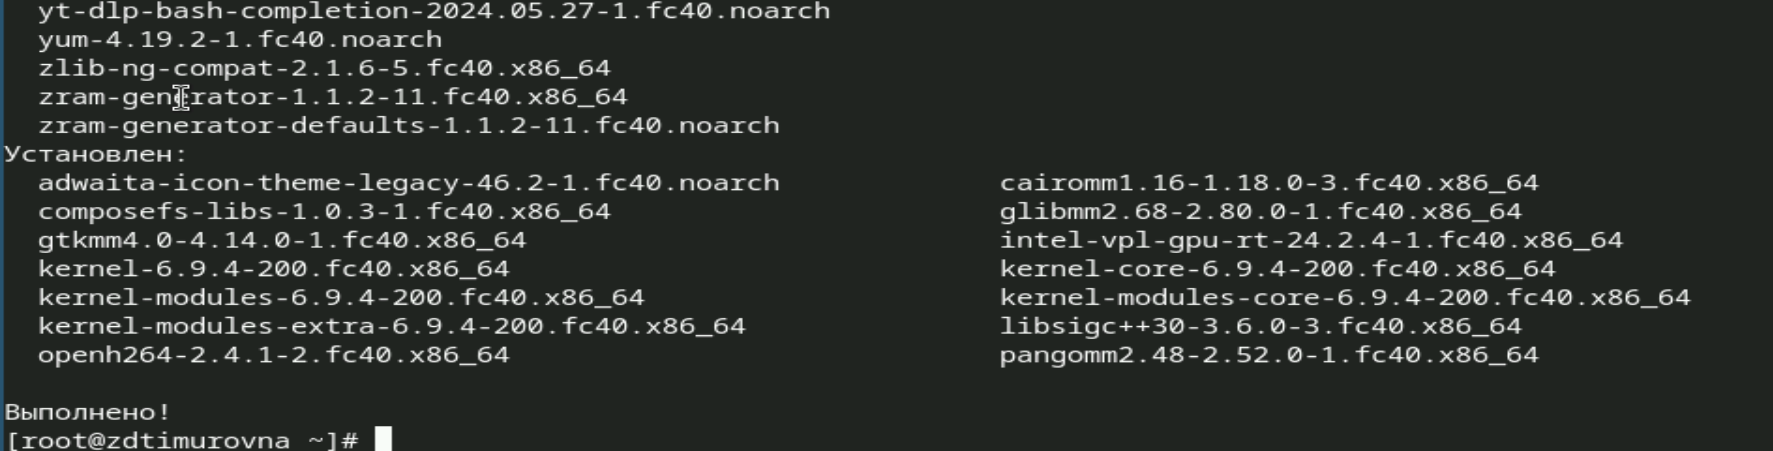 yt-dlp-bash-completion-2024.05.27-1.fc40.noarch
yum-4.19.2-1.fc40.noarch
zlib-ng-compat-2.1.6-5.fc40.x86_64
zram-generator-1.1.2-11.fc40.x86_64
zram-generator-defaults-1.1.2-11.fc40.noarch
Установлен:
adwaita-icon-theme-legacy-46.2-1.fc40.noarch cairomm1.16-1.18.0-3.fc40.x86_64
composefs-libs-1.0.3-1.fc40.x86_64 glibmm2.68-2.80.0-1.fc40.x86_64
gtkmm4.0-4.14.0-1.fc40.x86_64 intel-vpl-gpu-rt-24.2.4-1.fc40.x86_64
kernel-6.9.4-200.fc40.x86_64 kernel-core-6.9.4-200.fc40.x86_64
kernel-modules-6.9.4-200.fc40.x86_64 kernel-modules-core-6.9.4-200.fc40.x86_64
kernel-modules-extra-6.9.4-200.fc40.x86_64 libsigc++30-3.6.0-3.fc40.x86_64
openh264-2.4.1-2.fc40.x86_64 pangomm2.48-2.52.0-1.fc40.x86_64
Выполнено!
[root@zdtimurovna ~]#